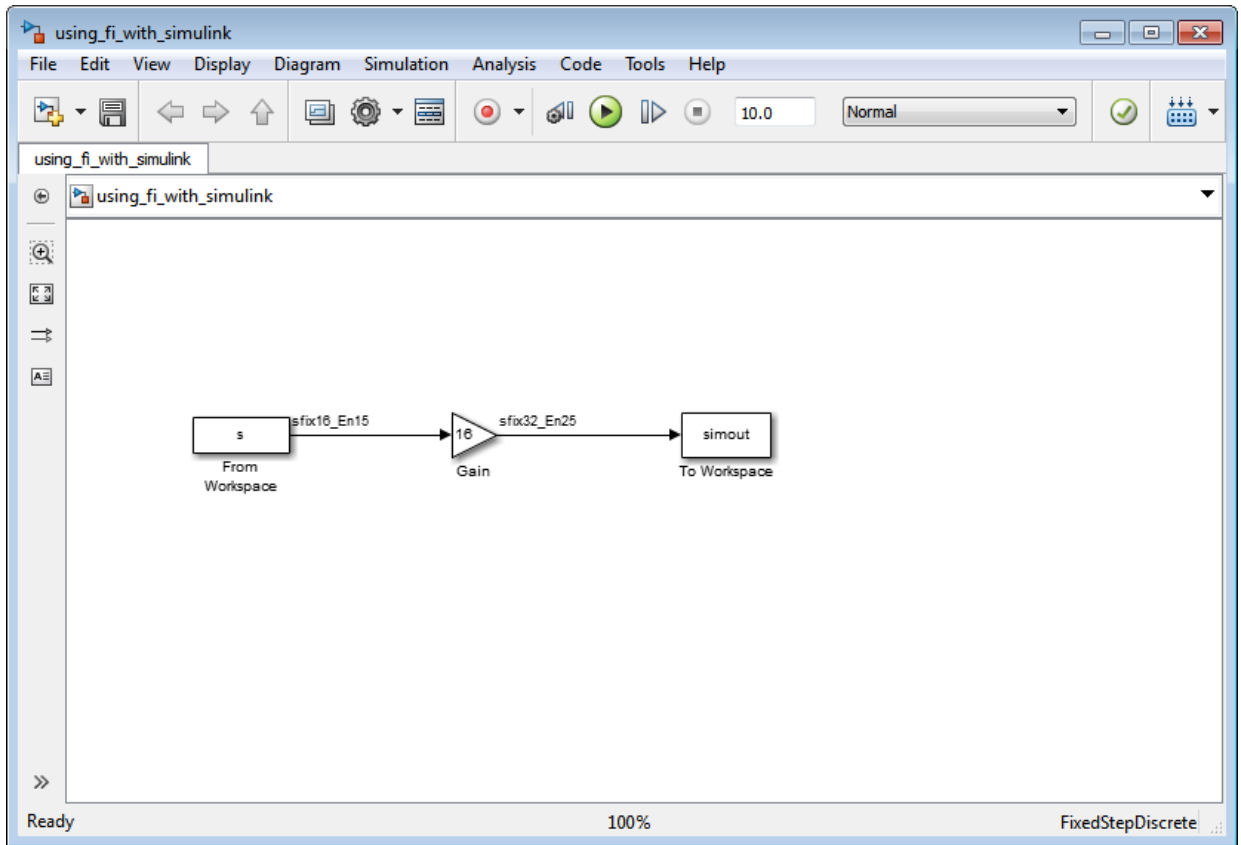 using_fi_with_simulink
File Edit View Display Diagram Simulation Analysis Code Tools Help
10.0 Normal
using_fi_with_simulink
using_fi_with_simulink
A
s sfix16_En15 16 sfix32_En25 simout
From
Workspace
Gain
To Workspace
Ready 100% FixedStepDiscrete